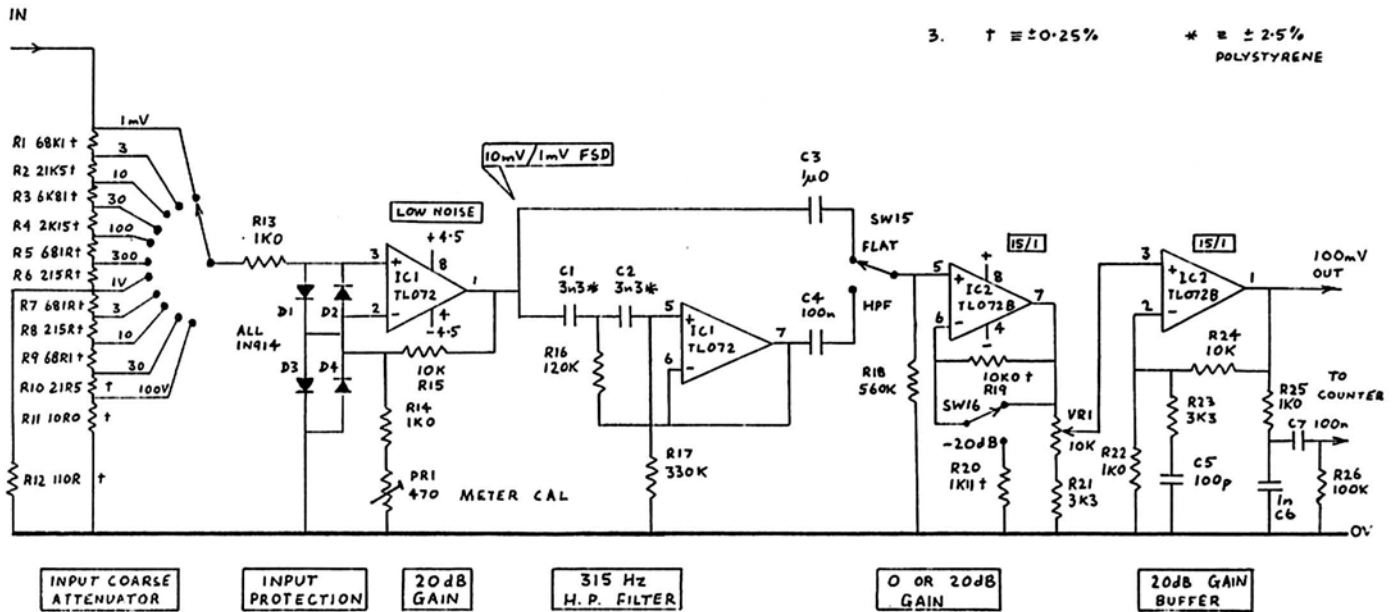 IN
3. † ≡ ±0·25% * ≡ ± 2·5%
POLYSTYRENE
1mV
R1 68K1 †
3
R2 21K5†
10
R3 6K81†
30
R4 2K15†
100
R5 681R†
300
R6 215R†
1V
R7 681R†
3
R8 215R†
10
R9 68R1†
30
R10 21R5 †
100V
R11 10R0 †
R12 110R †
R13
1K0
D1
D2
ALL
1N914
D3
D4
LOW NOISE
+4.5
3
8
IC1
TL072
1
2
4
-4.5
10K
R15
R14
1K0
PR1
470
METER CAL
10mV/1mV FSD
C1
3n3*
C2
3n3*
R16
120K
5
IC1
TL072
7
6
R17
330K
C3
1μ0
SW15
FLAT
C4
100n
HPF
R18
560K
15/1
+
5
8
IC2
TL072B
7
6
4
-
10K0 †
R19
SW16
-20dB
R20
1K11 †
VR1
10K
R21
3K3
15/1
3
IC2
TL072B
1
2
R24
10K
R23
3K3
R22
1K0
C5
100p
R25
1K0
C7 100n
1n
C6
R26
100K
100mV
OUT
TO
COUNTER
0V
INPUT COARSE
ATTENUATOR
INPUT
PROTECTION
20dB
GAIN
315 Hz
H.P. FILTER
0 OR 20dB
GAIN
20dB GAIN
BUFFER